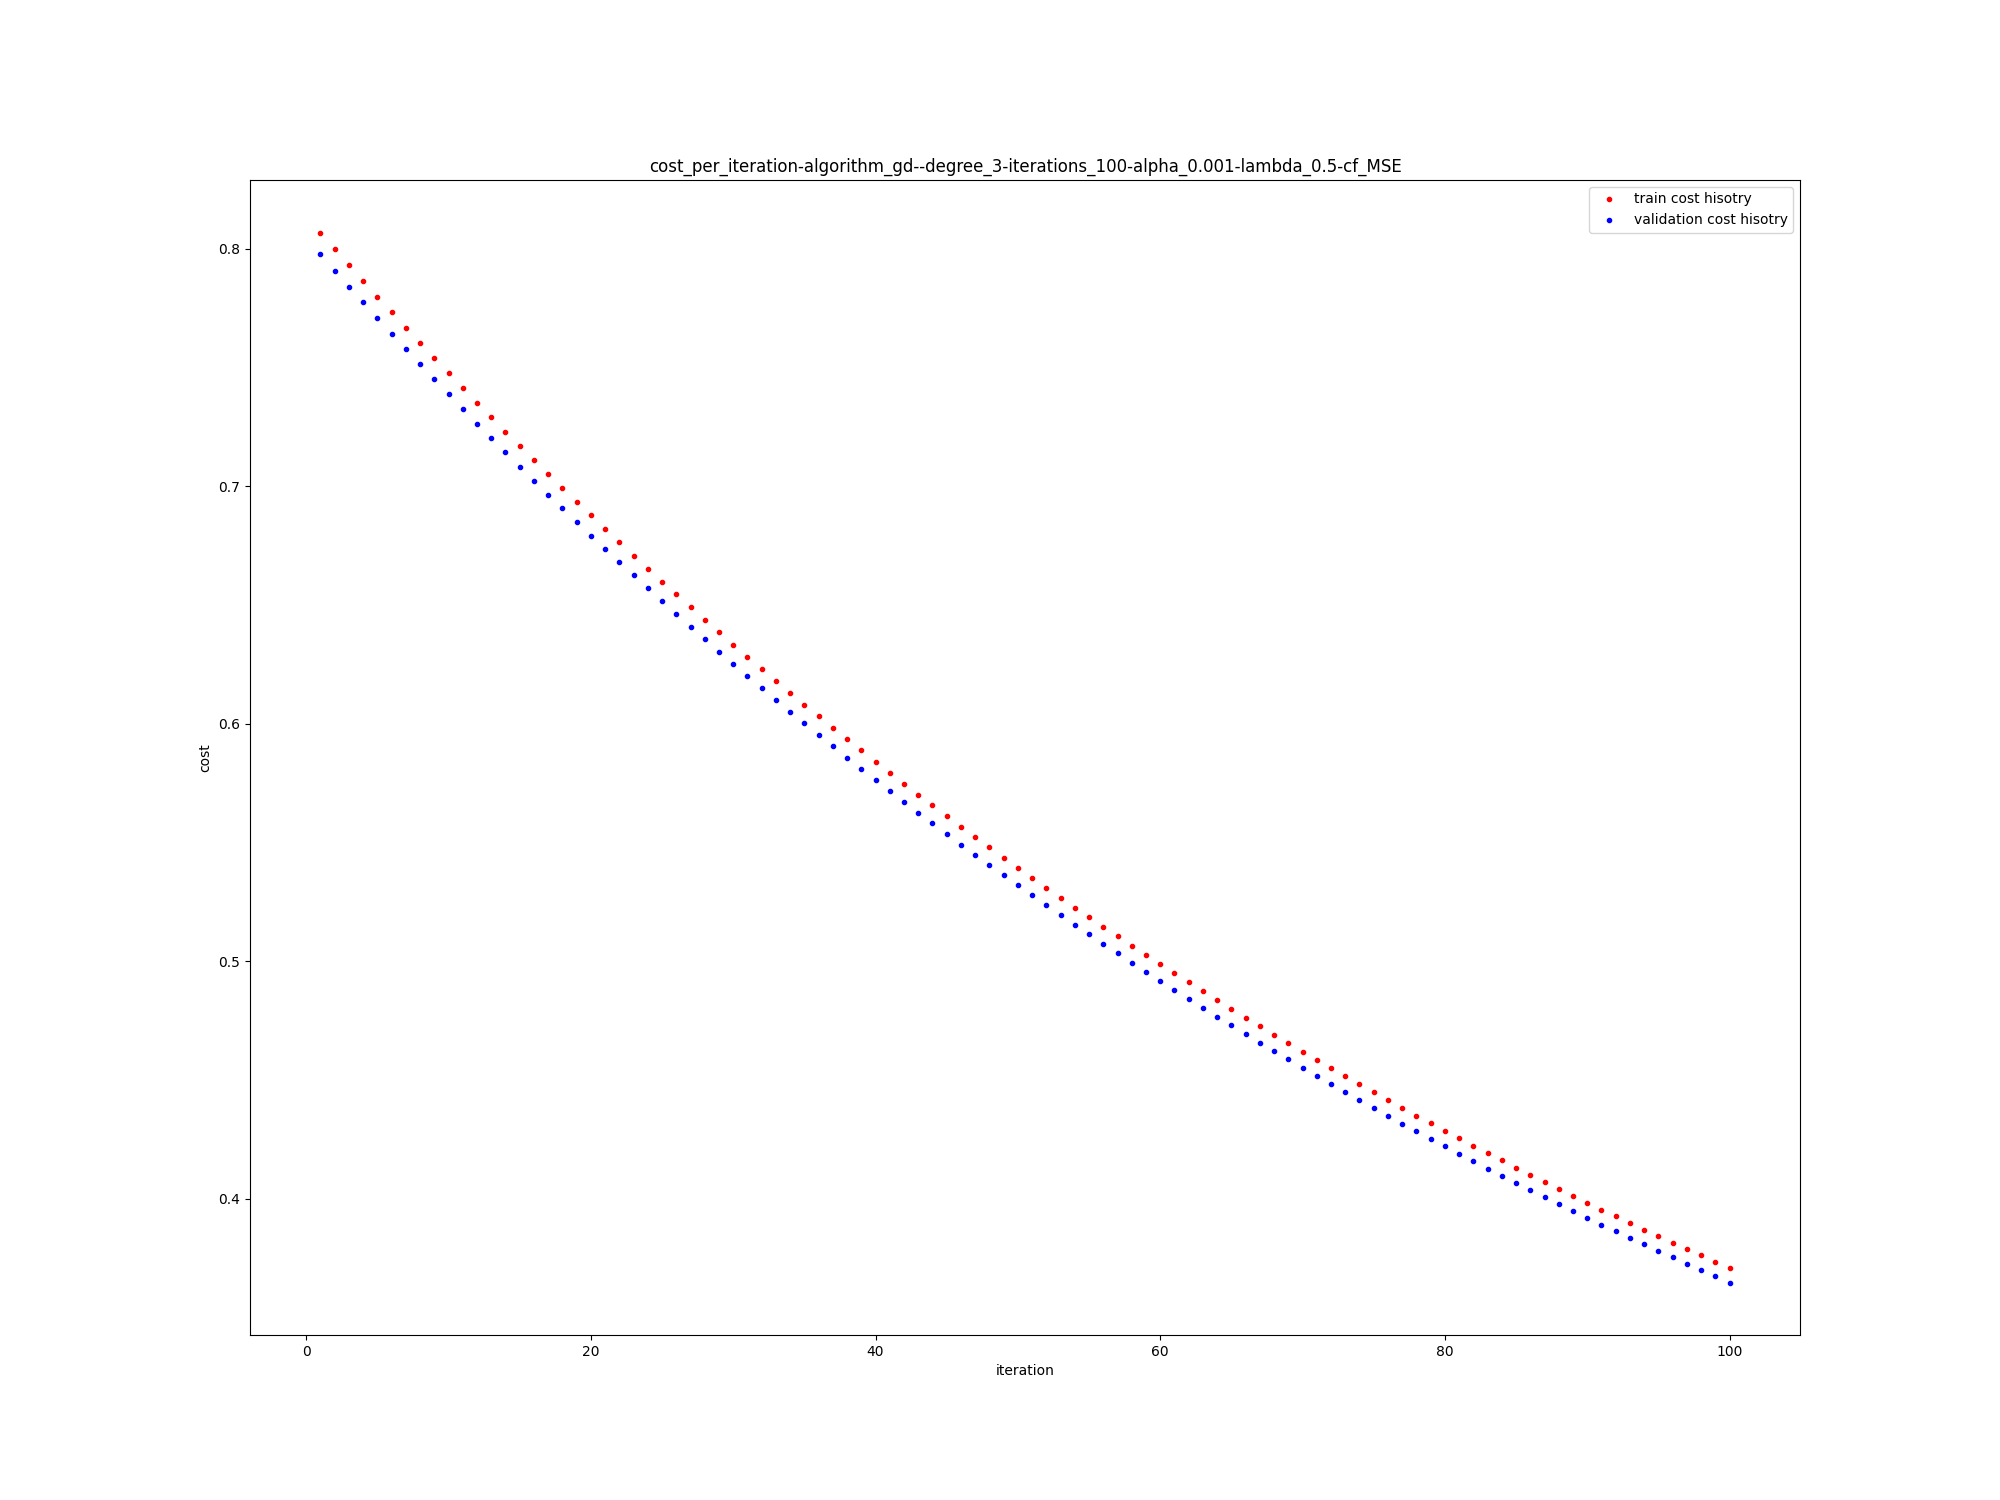 cost_per_iteration-algorithm_gd--degree_3-iterations_100-alpha_0.001-lambda_0.5-cf_MSE
train cost hisotry
validation cost hisotry
0.8
0.7
0.6
cost
0.5
0.4
0 20 40 60 80 100
iteration